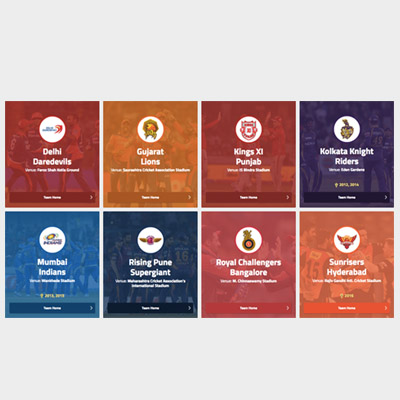 Delhi
Daredevils
Venue: Feroz Shah Kotla Ground
Team Home
Gujarat
Lions
Venue: Saurashtra Cricket Association Stadium
Team Home
Kings XI
Punjab
Venue: IS Bindra Stadium
Team Home
Kolkata Knight
Riders
Venue: Eden Gardens
2012, 2014
Team Home
Mumbai
Indians
Venue: Wankhede Stadium
2013, 2015
Team Home
Rising Pune
Supergiant
Venue: Maharashtra Cricket Association's
International Stadium
Team Home
Royal Challengers
Bangalore
Venue: M. Chinnaswamy Stadium
Team Home
Sunrisers
Hyderabad
Venue: Rajiv Gandhi Intl. Cricket Stadium
2016
Team Home